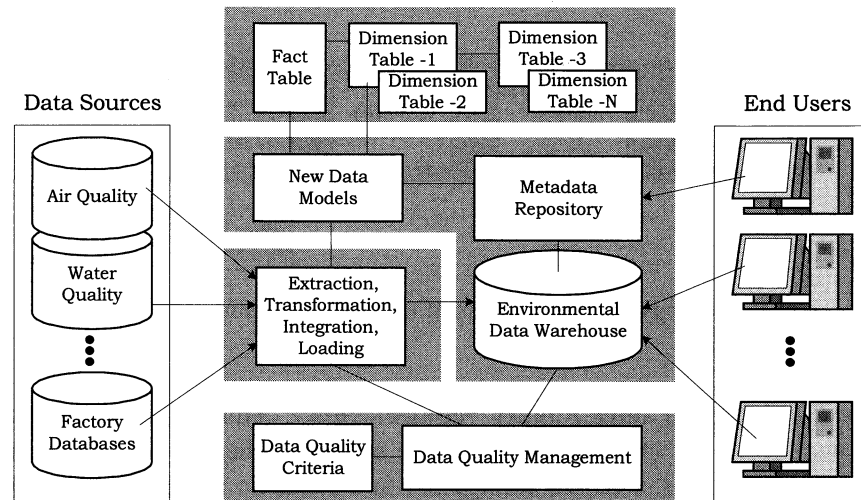 Fact
Table
Dimension
Table -1
Dimension
Table -2
Dimension
Table -3
Dimension
Table -N
Data Sources
End Users
Air Quality
Water
Quality
Factory
Databases
New Data
Models
Metadata
Repository
Extraction,
Transformation,
Integration,
Loading
Environmental
Data Warehouse
Data Quality
Criteria
Data Quality Management